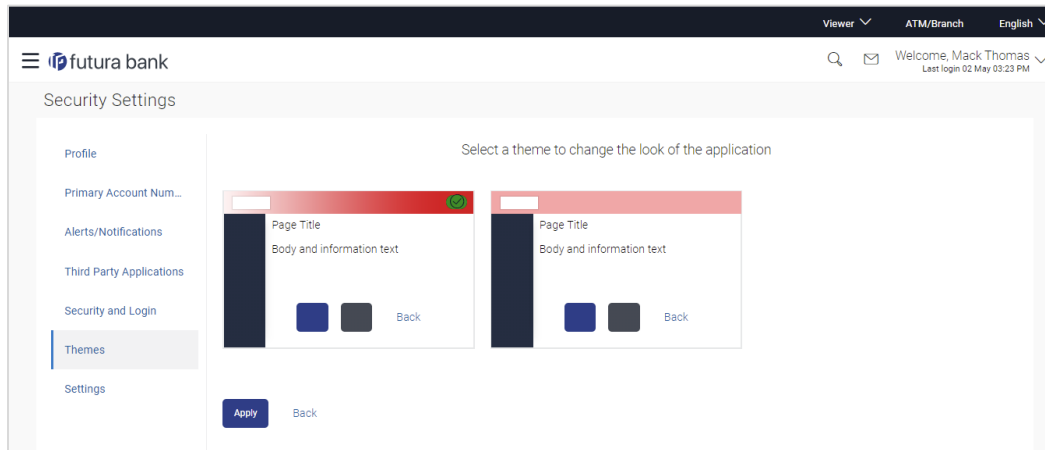 Viewer ATM/Branch English
futura bank
Welcome, Mack Thomas
Last login 02 May 03:23 PM
Security Settings
Profile
Primary Account Num...
Alerts/Notifications
Third Party Applications
Security and Login
Themes
Settings
Select a theme to change the look of the application
Page Title
Body and information text
Back
Page Title
Body and information text
Back
Apply Back